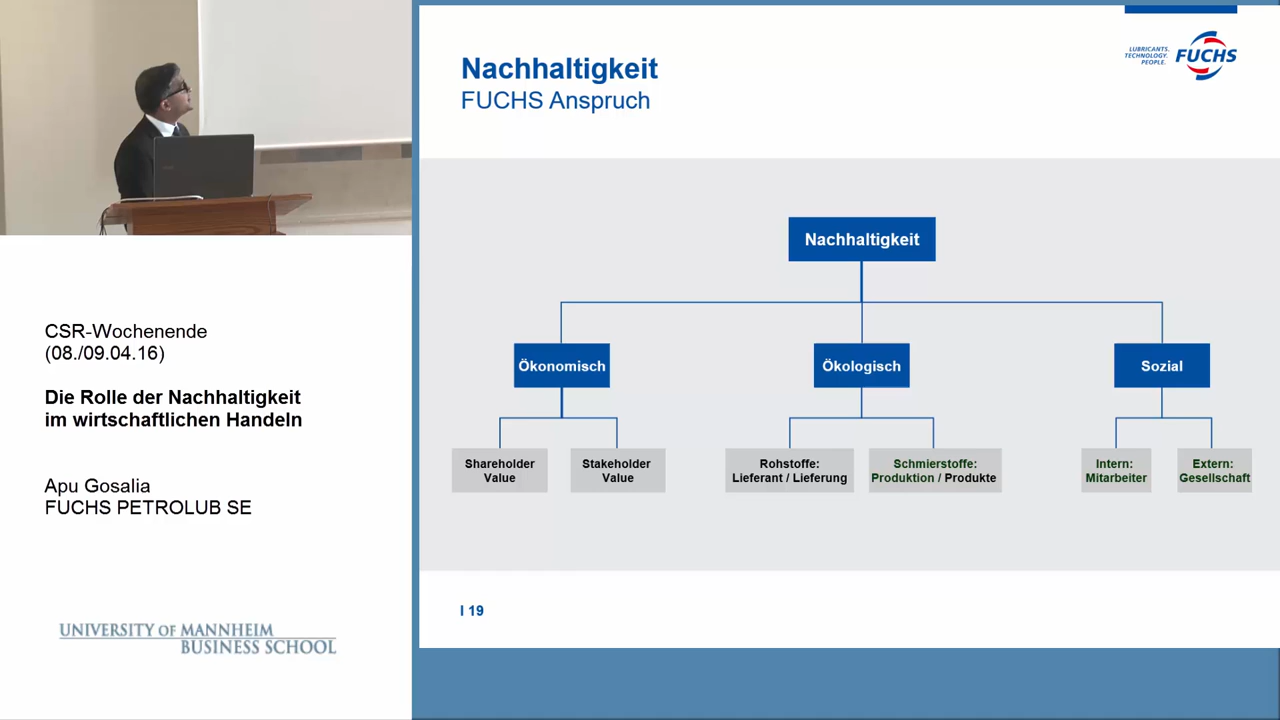 CSR-Wochenende
(08./09.04.16)
Die Rolle der Nachhaltigkeit
im wirtschaftlichen Handeln
Apu Gosalia
FUCHS PETROLUB SE
UNIVERSITY OF MANNHEIM
BUSINESS SCHOOL
Nachhaltigkeit
FUCHS Anspruch
LUBRICANTS.
TECHNOLOGY.
PEOPLE.
FUCHS
Nachhaltigkeit
Ökonomisch
Ökologisch
Sozial
Shareholder
Value
Stakeholder
Value
Rohstoffe:
Lieferant / Lieferung
Schmierstoffe:
Produktion / Produkte
Intern:
Mitarbeiter
Extern:
Gesellschaft
I 19